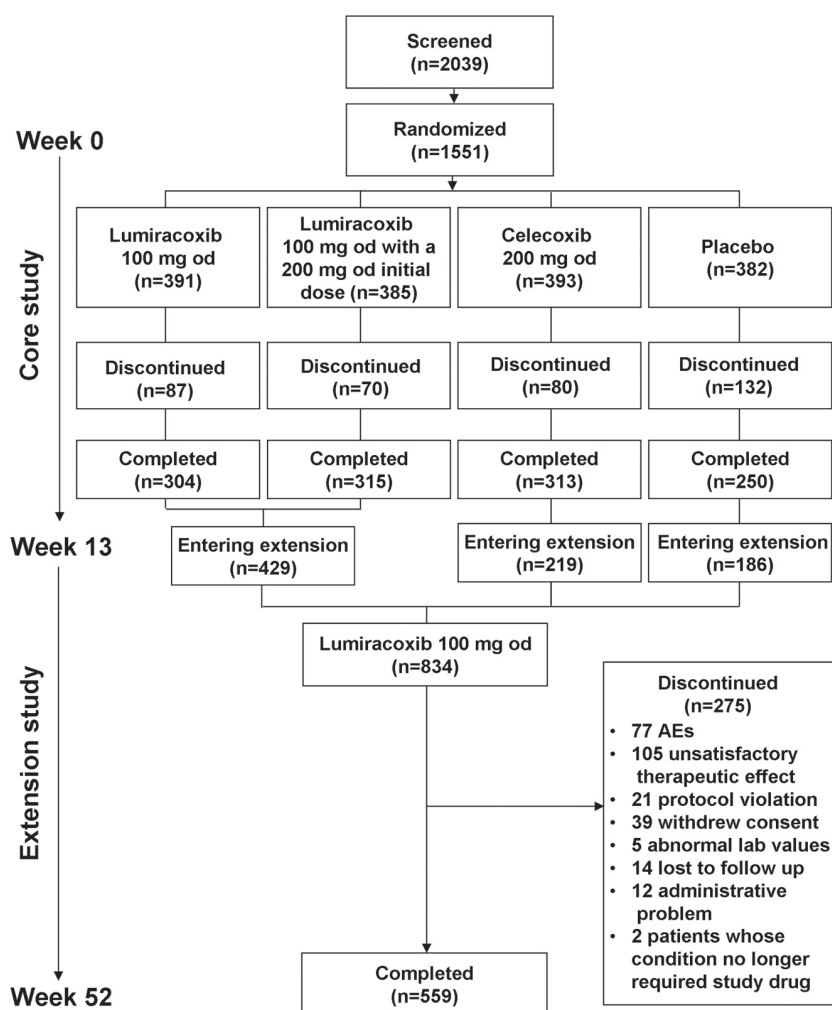 Screened
(n=2039)
Week 0
Randomized
(n=1551)
Core study
Lumiracoxib
100 mg od
(n=391)
Lumiracoxib
100 mg od with a
200 mg od initial
dose (n=385)
Celecoxib
200 mg od
(n=393)
Placebo
(n=382)
Discontinued
(n=87)
Discontinued
(n=70)
Discontinued
(n=80)
Discontinued
(n=132)
Completed
(n=304)
Completed
(n=315)
Completed
(n=313)
Completed
(n=250)
Week 13
Entering extension
(n=429)
Entering extension
(n=219)
Entering extension
(n=186)
Extension study
Lumiracoxib 100 mg od
(n=834)
Discontinued
(n=275)
• 77 AEs
• 105 unsatisfactory
therapeutic effect
• 21 protocol violation
• 39 withdrew consent
• 5 abnormal lab values
• 14 lost to follow up
• 12 administrative
problem
• 2 patients whose
condition no longer
required study drug
Week 52
Completed
(n=559)